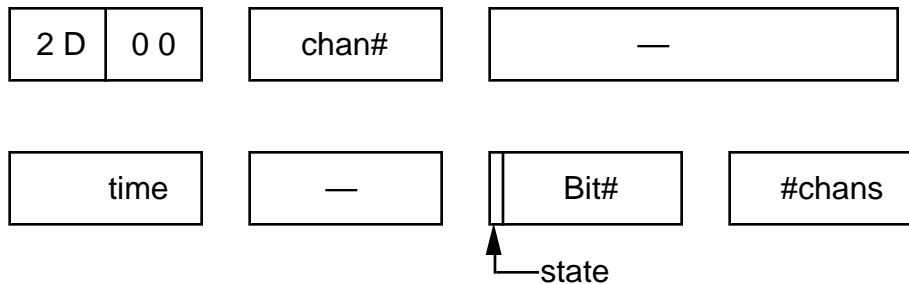 2 D 0 0 chan# —
time — Bit# #chans
state